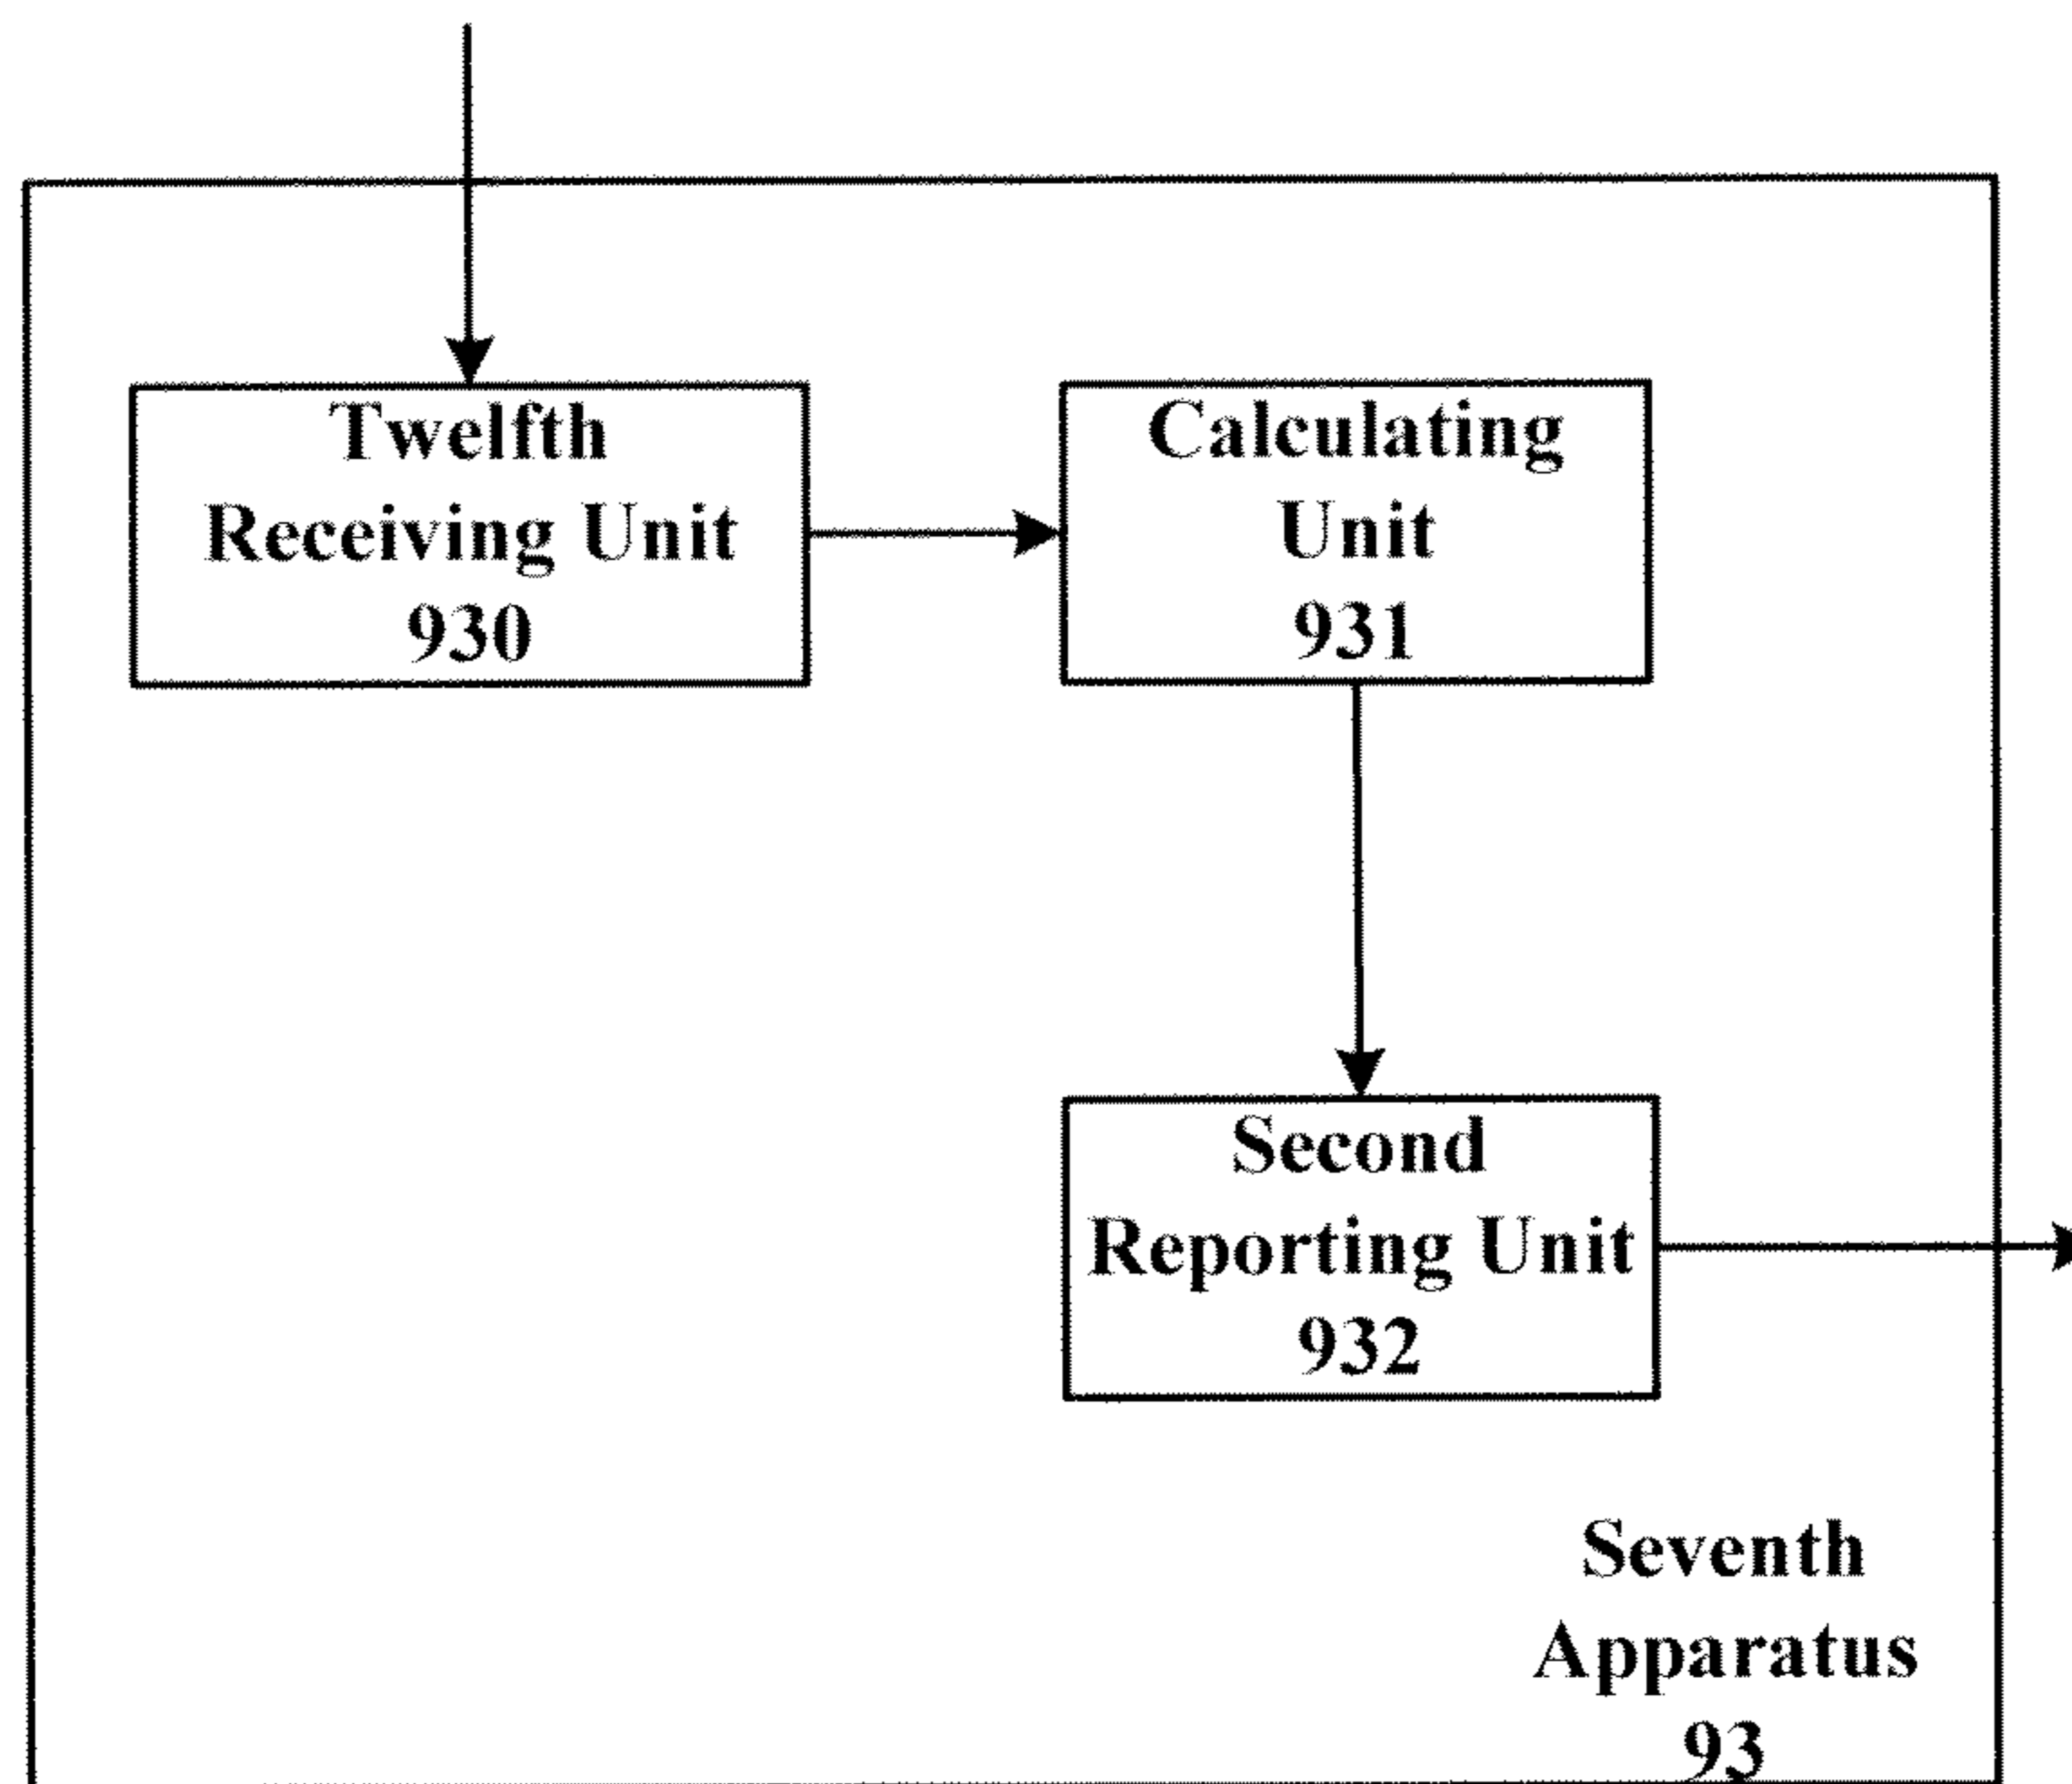 Twelfth
Receiving Unit
930
Calculating
Unit
931
Second
Reporting Unit
932
Seventh
Apparatus
93